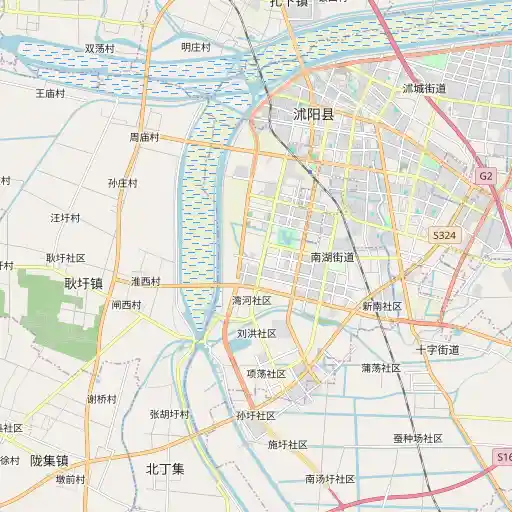 扎下镇
双荡村
明庄村
王庙村
沭城街道
沭阳县
周庙村
G2
孙庄村
汪圩村
S324
耿圩社区
南湖街道
耿圩镇
淮西村
闸西村
湾河社区
新南社区
刘洪社区
十字街道
项荡社区
蒲荡社区
谢桥村
张胡圩村
孙圩社区
蚕种场社区
施圩社区
陇集镇
北丁集
徐村
墩前村
南汤圩社区
S16